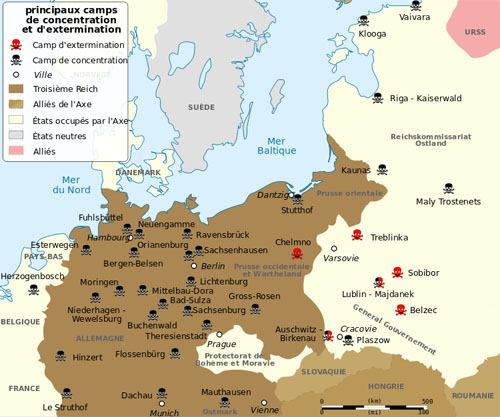 principaux camps
de concentration
et d'extermination
Camp d'extermination
Camp de concentration
Ville
Troisième Reich
Alliés de l'Axe
États occupés par l'Axe
États neutres
Alliés
NORVÈGE
Vaivara
Klooga
URSS
SUÈDE
Riga - Kaiserwald
Mer
Baltique
Reichskommissariat
Ostland
DANEMARK
Kaunas
Mer
du Nord
Dantzig
Prusse orientale
Maly Trostenets
Stutthof
Fuhlsbüttel
Neuengamme
Hambourg
Ravensbrück
Esterwegen
Orianenburg
Sachsenhausen
Chelmno
Treblinka
PAYS-BAS
Bergen-Belsen
Berlin
Varsovie
Prusse occidentale
et Wartheland
Herzogenbosch
Moringen
Lichtenburg
Sobibor
Mittelbau-Dora
Lublin - Majdanek
Bad-Sulza
Gross-Rosen
Niederhagen -
Wewelsburg
Sachsenburg
Belzec
BELGIQUE
Buchenwald
General Gouvernement
ALLEMAGNE
Theresienstadt
Auschwitz -
Birkenau
Cracovie
Prague
Plaszow
Hinzert
Flossenbürg
Protectorat de
Bohème et Moravie
SLOVAQUIE
FRANCE
HONGRIE
ROUMANIE
Le Struthof
Dachau
Mauthausen
Munich
Ostmark
Vienne
0 (km) 500
0 (mi) 300